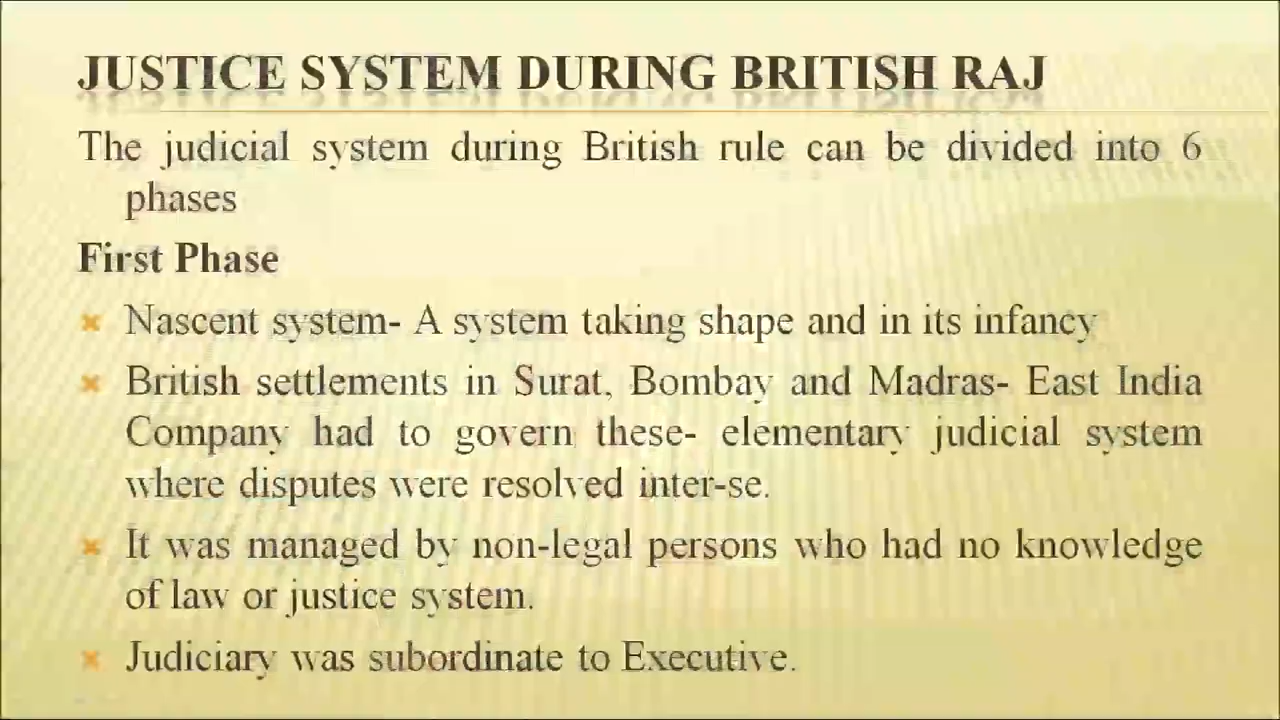 JUSTICE SYSTEM DURING BRITISH RAJ
The judicial system during British rule can be divided into 6
phases
First Phase
Nascent system- A system taking shape and in its infancy
British settlements in Surat, Bombay and Madras- East India
Company had to govern these- elementary judicial system
where disputes were resolved inter-se.
It was managed by non-legal persons who had no knowledge
of law or justice system.
Judiciary was subordinate to Executive.